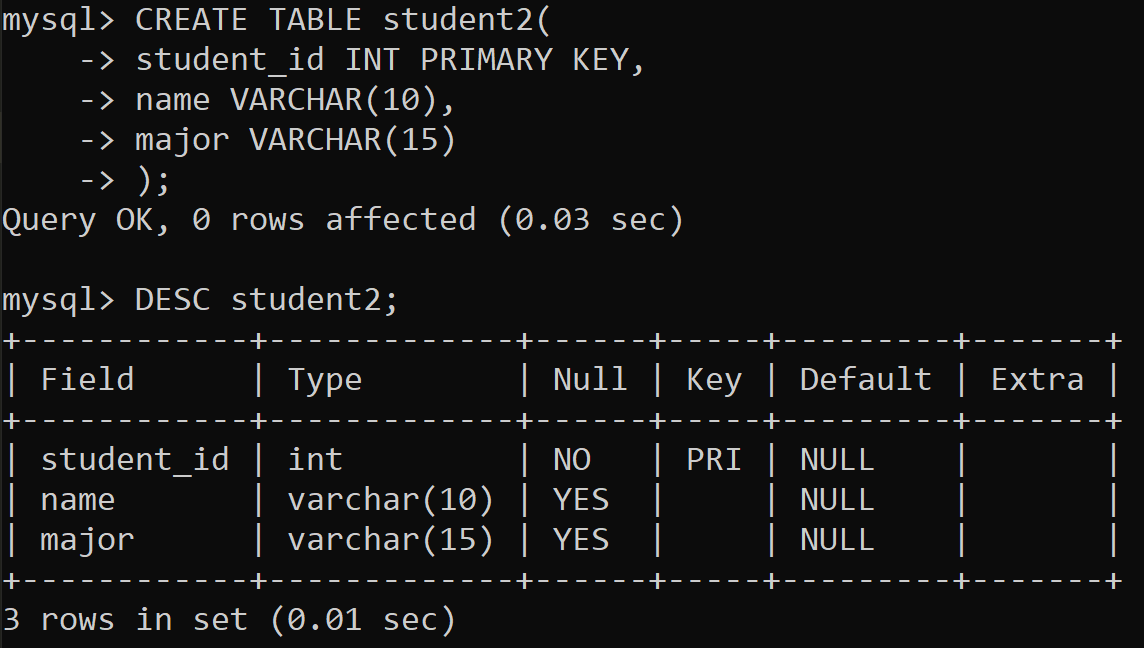 mysql> CREATE TABLE student2(
    -> student_id INT PRIMARY KEY,
    -> name VARCHAR(10),
    -> major VARCHAR(15)
    -> );
Query OK, 0 rows affected (0.03 sec)

mysql> DESC student2;
+------------+-------------+------+-----+---------+-------+
| Field      | Type        | Null | Key | Default | Extra |
+------------+-------------+------+-----+---------+-------+
| student_id | int         | NO   | PRI | NULL    |       |
| name       | varchar(10) | YES  |     | NULL    |       |
| major      | varchar(15) | YES  |     | NULL    |       |
+------------+-------------+------+-----+---------+-------+
3 rows in set (0.01 sec)